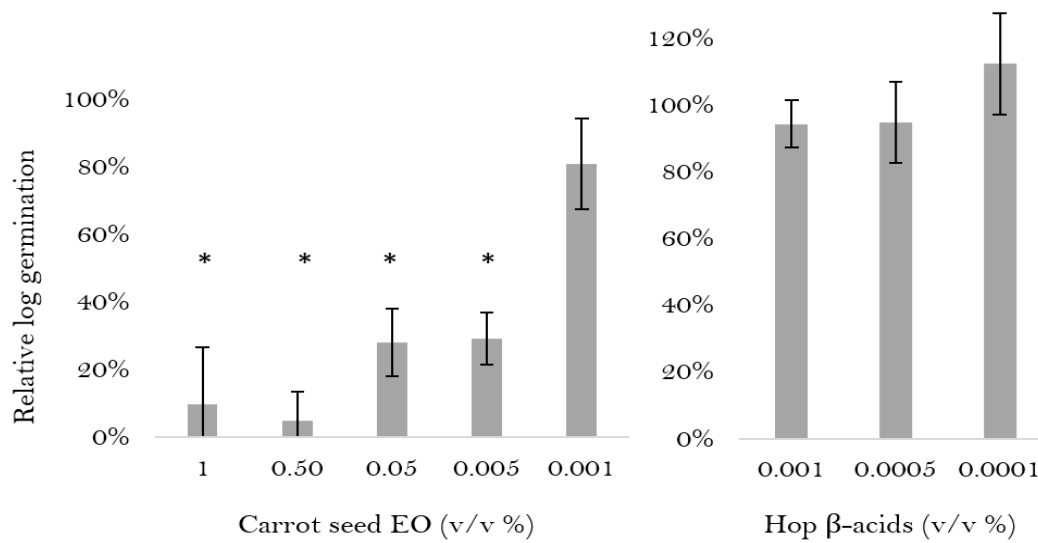 Relative log germination
100%
80%
60%
40%
20%
0%
* * * *
1 0.50 0.05 0.005 0.001
Carrot seed EO (v/v %)
120%
100%
80%
60%
40%
20%
0%
0.001 0.0005 0.0001
Hop β-acids (v/v %)